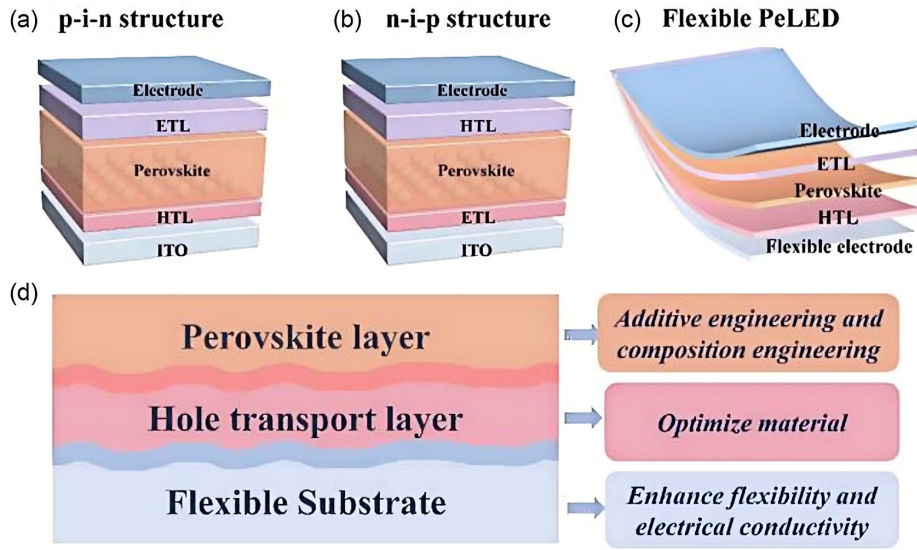 (a) p-i-n structure
Electrode
ETL
Perovskite
HTL
ITO
(b) n-i-p structure
Electrode
HTL
Perovskite
ETL
ITO
(c) Flexible PeLED
Electrode
ETL
Perovskite
HTL
Flexible electrode
(d)
Perovskite layer
Additive engineering and
composition engineering
Hole transport layer
Optimize material
Flexible Substrate
Enhance flexibility and
electrical conductivity